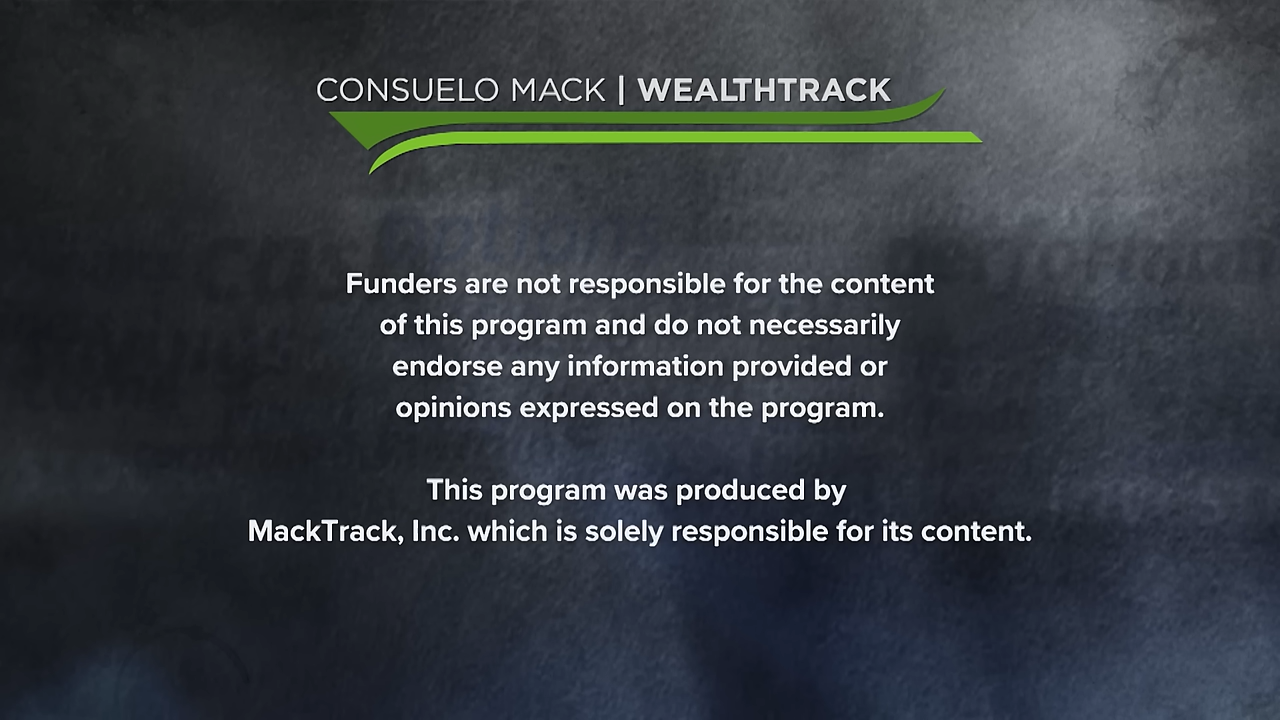 CONSUELO MACK | WEALTHTRACK
Funders are not responsible for the content
of this program and do not necessarily
endorse any information provided or
opinions expressed on the program.
This program was produced by
MackTrack, Inc. which is solely responsible for its content.